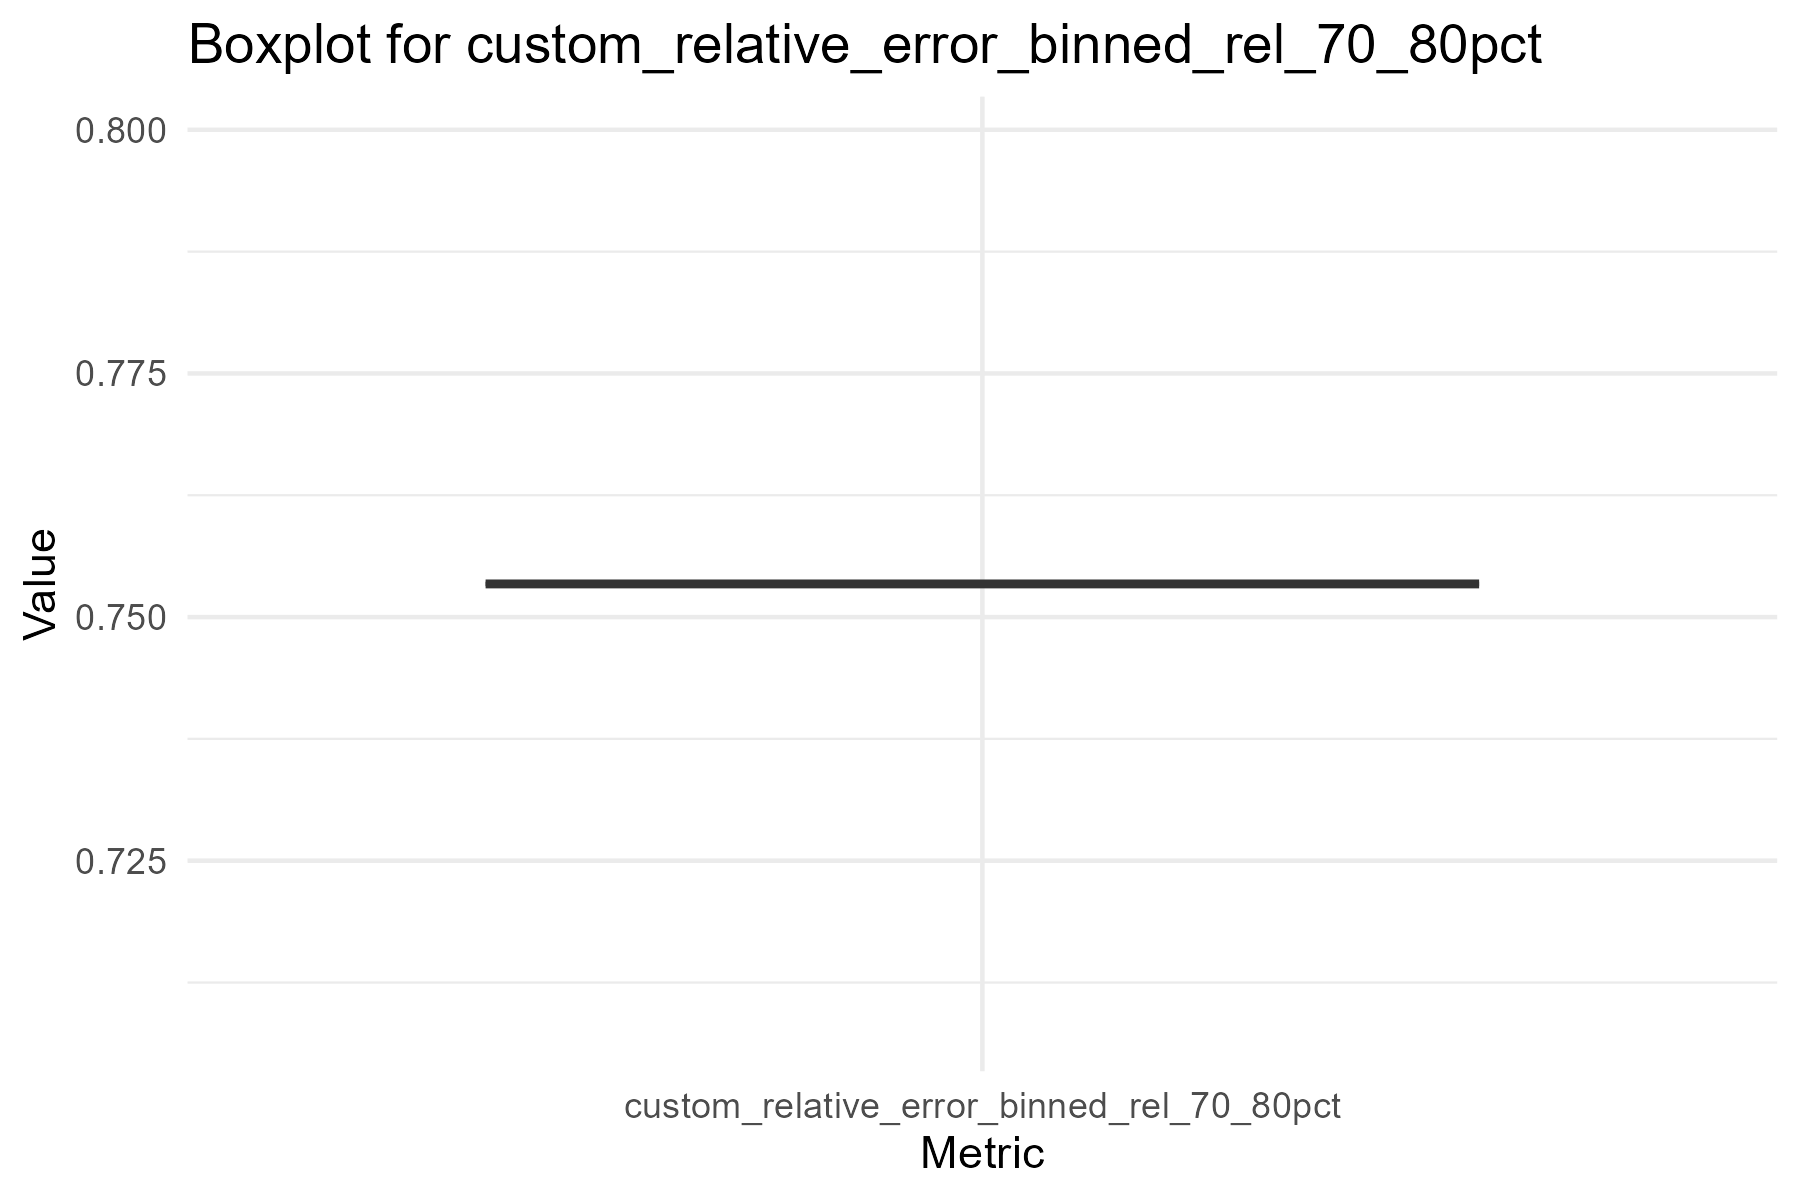 Boxplot for custom_relative_error_binned_rel_70_80pct
0.800
0.775
0.750
0.725
Value
custom_relative_error_binned_rel_70_80pct
Metric